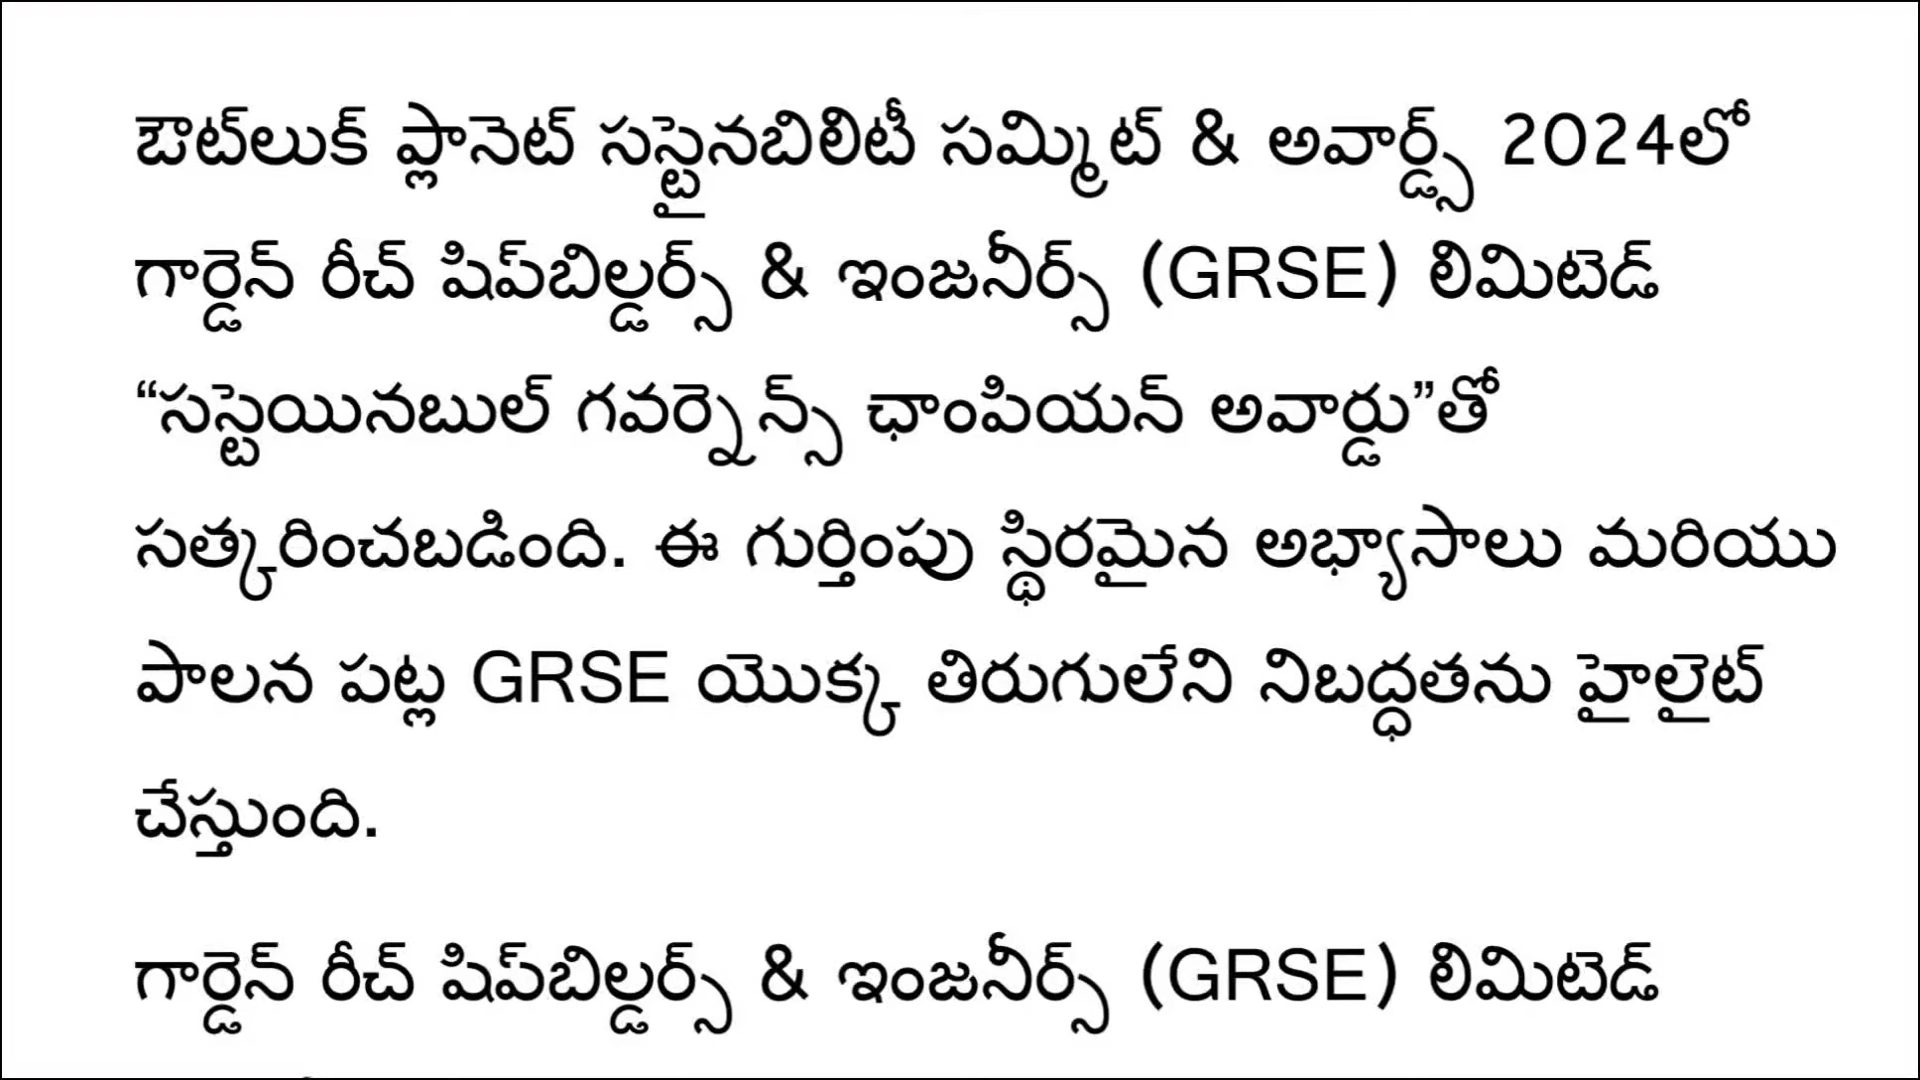 ఔట్‌లుక్ ప్లానెట్ సస్టైనబిలిటీ సమ్మిట్ & అవార్డ్స్ 2024లో
గార్డెన్ రీచ్ షిప్‌బిల్డర్స్ & ఇంజనీర్స్ (GRSE) లిమిటెడ్
“సస్టెయినబుల్ గవర్నెన్స్ ఛాంపియన్ అవార్డు”తో
సత్కరించబడింది. ఈ గుర్తింపు స్థిరమైన అభ్యాసాలు మరియు
పాలన పట్ల GRSE యొక్క తిరుగులేని నిబద్ధతను హైలైట్
చేస్తుంది.
గార్డెన్ రీచ్ షిప్‌బిల్డర్స్ & ఇంజనీర్స్ (GRSE) లిమిటెడ్